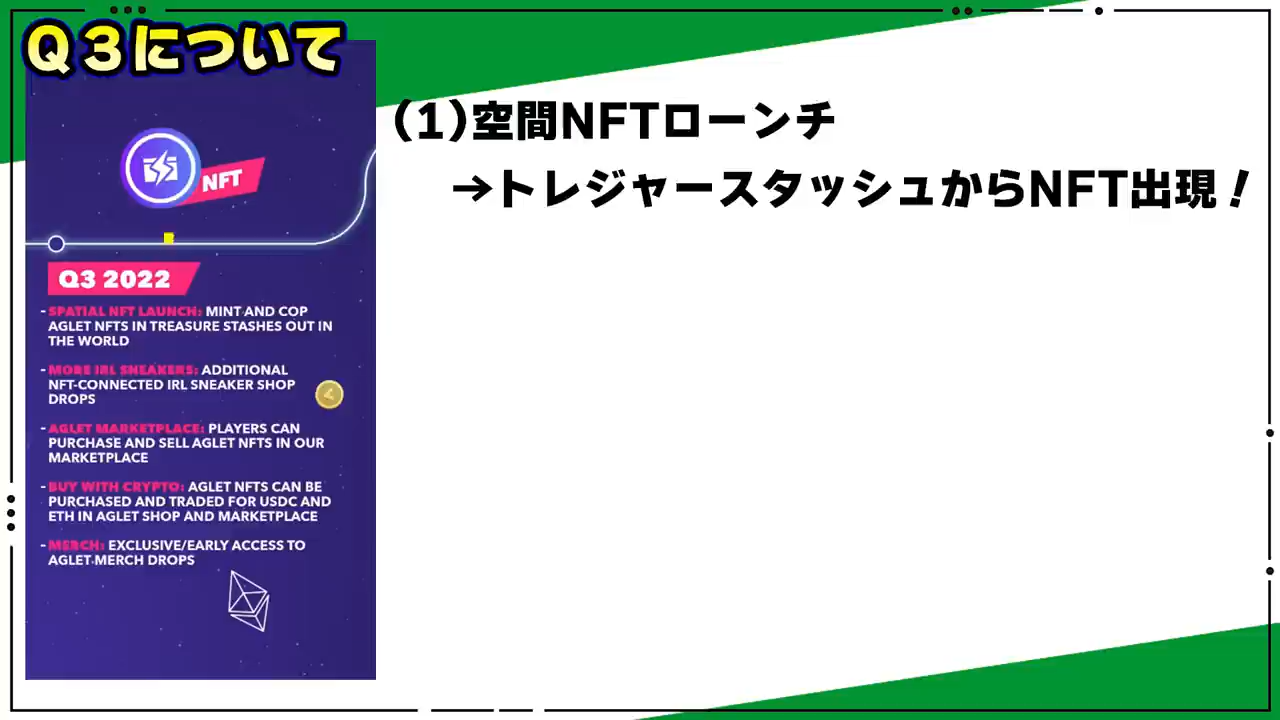 Q3について
NFT
Q3 2022
- SPATIAL NFT LAUNCH: MINT AND COP
AGLET NFTS IN TREASURE STASHES OUT IN
THE WORLD
- MORE IRL SNEAKERS: ADDITIONAL
NFT-CONNECTED IRL SNEAKER SHOP
DROPS
- AGLET MARKETPLACE: PLAYERS CAN
PURCHASE AND SELL AGLET NFTS IN OUR
MARKETPLACE
- BUY WITH CRYPTO: AGLET NFTS CAN BE
PURCHASED AND TRADED FOR USDC AND
ETH IN AGLET SHOP AND MARKETPLACE
- MERCH: EXCLUSIVE/EARLY ACCESS TO
AGLET MERCH DROPS
(1)空間NFTローンチ
→トレジャースタッシュからNFT出現!